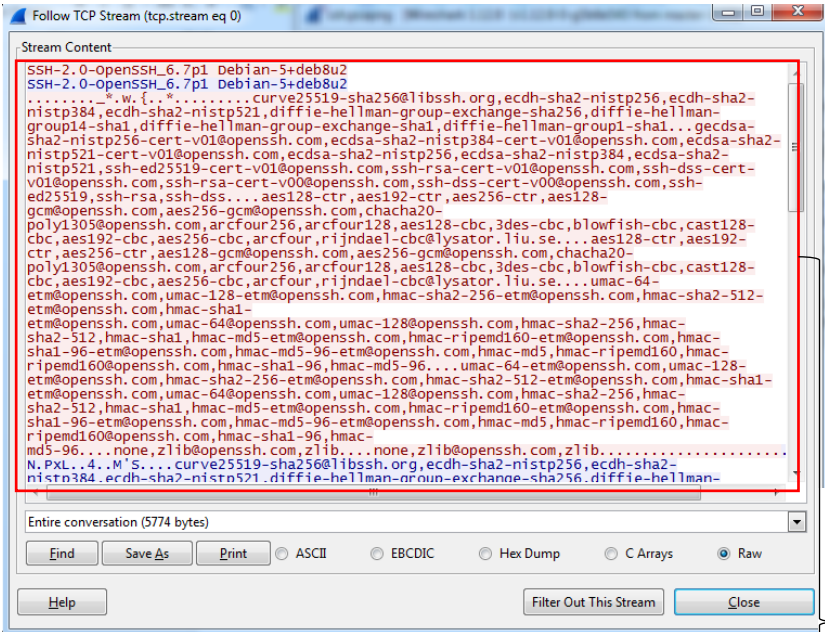 Follow TCP Stream (tcp.stream eq 0)
Stream Content
SSH-2.0-OpenSSH_6.7p1 Debian-5+deb8u2
SSH-2.0-OpenSSH_6.7p1 Debian-5+deb8u2
........_*.w.{..*.........curve25519-sha256@libssh.org,ecdh-sha2-nistp256,ecdh-sha2-
nistp384,ecdh-sha2-nistp521,diffie-hellman-group-exchange-sha256,diffie-hellman-
group14-sha1,diffie-hellman-group-exchange-sha1,diffie-hellman-group1-sha1...gecdsa-
sha2-nistp256-cert-v01@openssh.com,ecdsa-sha2-nistp384-cert-v01@openssh.com,ecdsa-sha2-
nistp521-cert-v01@openssh.com,ecdsa-sha2-nistp256,ecdsa-sha2-nistp384,ecdsa-sha2-
nistp521,ssh-ed25519-cert-v01@openssh.com,ssh-rsa-cert-v01@openssh.com,ssh-dss-cert-
v01@openssh.com,ssh-rsa-cert-v00@openssh.com,ssh-dss-cert-v00@openssh.com,ssh-
ed25519,ssh-rsa,ssh-dss....aes128-ctr,aes192-ctr,aes256-ctr,aes128-
gcm@openssh.com,aes256-gcm@openssh.com,chacha20-
poly1305@openssh.com,arcfour256,arcfour128,aes128-cbc,3des-cbc,blowfish-cbc,cast128-
cbc,aes192-cbc,aes256-cbc,arcfour,rijndael-cbc@lysator.liu.se....aes128-ctr,aes192-
ctr,aes256-ctr,aes128-gcm@openssh.com,aes256-gcm@openssh.com,chacha20-
poly1305@openssh.com,arcfour256,arcfour128,aes128-cbc,3des-cbc,blowfish-cbc,cast128-
cbc,aes192-cbc,aes256-cbc,arcfour,rijndael-cbc@lysator.liu.se....umac-64-
etm@openssh.com,umac-128-etm@openssh.com,hmac-sha2-256-etm@openssh.com,hmac-sha2-512-
etm@openssh.com,hmac-sha1-
etm@openssh.com,umac-64@openssh.com,umac-128@openssh.com,hmac-sha2-256,hmac-
sha2-512,hmac-sha1,hmac-md5-etm@openssh.com,hmac-ripemd160-etm@openssh.com,hmac-
sha1-96-etm@openssh.com,hmac-md5-96-etm@openssh.com,hmac-md5,hmac-ripemd160,hmac-
ripemd160@openssh.com,hmac-sha1-96,hmac-md5-96....umac-64-etm@openssh.com,umac-128-
etm@openssh.com,hmac-sha2-256-etm@openssh.com,hmac-sha2-512-etm@openssh.com,hmac-sha1-
etm@openssh.com,umac-64@openssh.com,umac-128@openssh.com,hmac-sha2-256,hmac-
sha2-512,hmac-sha1,hmac-md5-etm@openssh.com,hmac-ripemd160-etm@openssh.com,hmac-
sha1-96-etm@openssh.com,hmac-md5-96-etm@openssh.com,hmac-md5,hmac-ripemd160,hmac-
ripemd160@openssh.com,hmac-sha1-96,hmac-
md5-96....none,zlib@openssh.com,zlib....none,zlib@openssh.com,zlib.......................
N.PxL..4..M'S....curve25519-sha256@libssh.org,ecdh-sha2-nistp256,ecdh-sha2-
nistp384,ecdh-sha2-nistp521,diffie-hellman-group-exchange-sha256,diffie-hellman-
Entire conversation (5774 bytes)
Find Save As Print ASCII EBCDIC Hex Dump C Arrays Raw
Help Filter Out This Stream Close